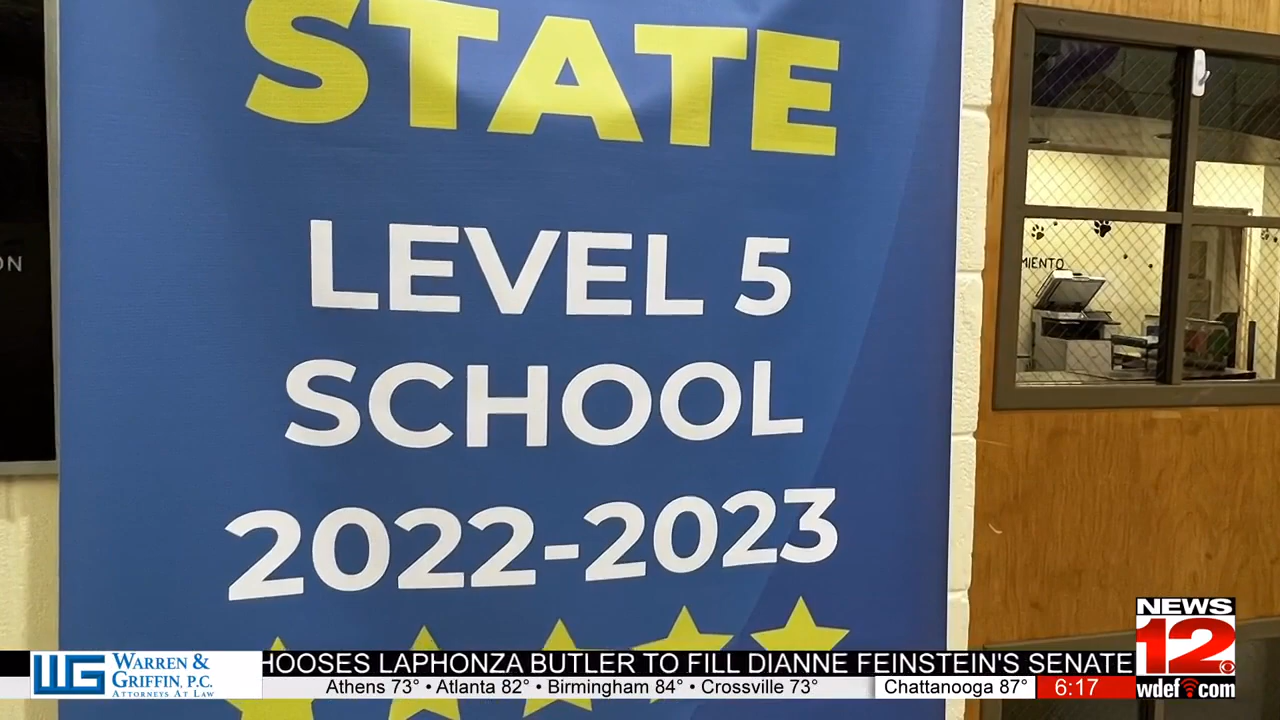 STATE
LEVEL 5
SCHOOL
2022-2023
ON
MIENTO
NEWS
12
wdef.com
WARREN &
GRIFFIN, P.C.
ATTORNEYS AT LAW
WG
HOOSES LAPHONZA BUTLER TO FILL DIANNE FEINSTEIN'S SENATE
Athens 73° • Atlanta 82° • Birmingham 84° • Crossville 73°
Chattanooga 87°
6:17